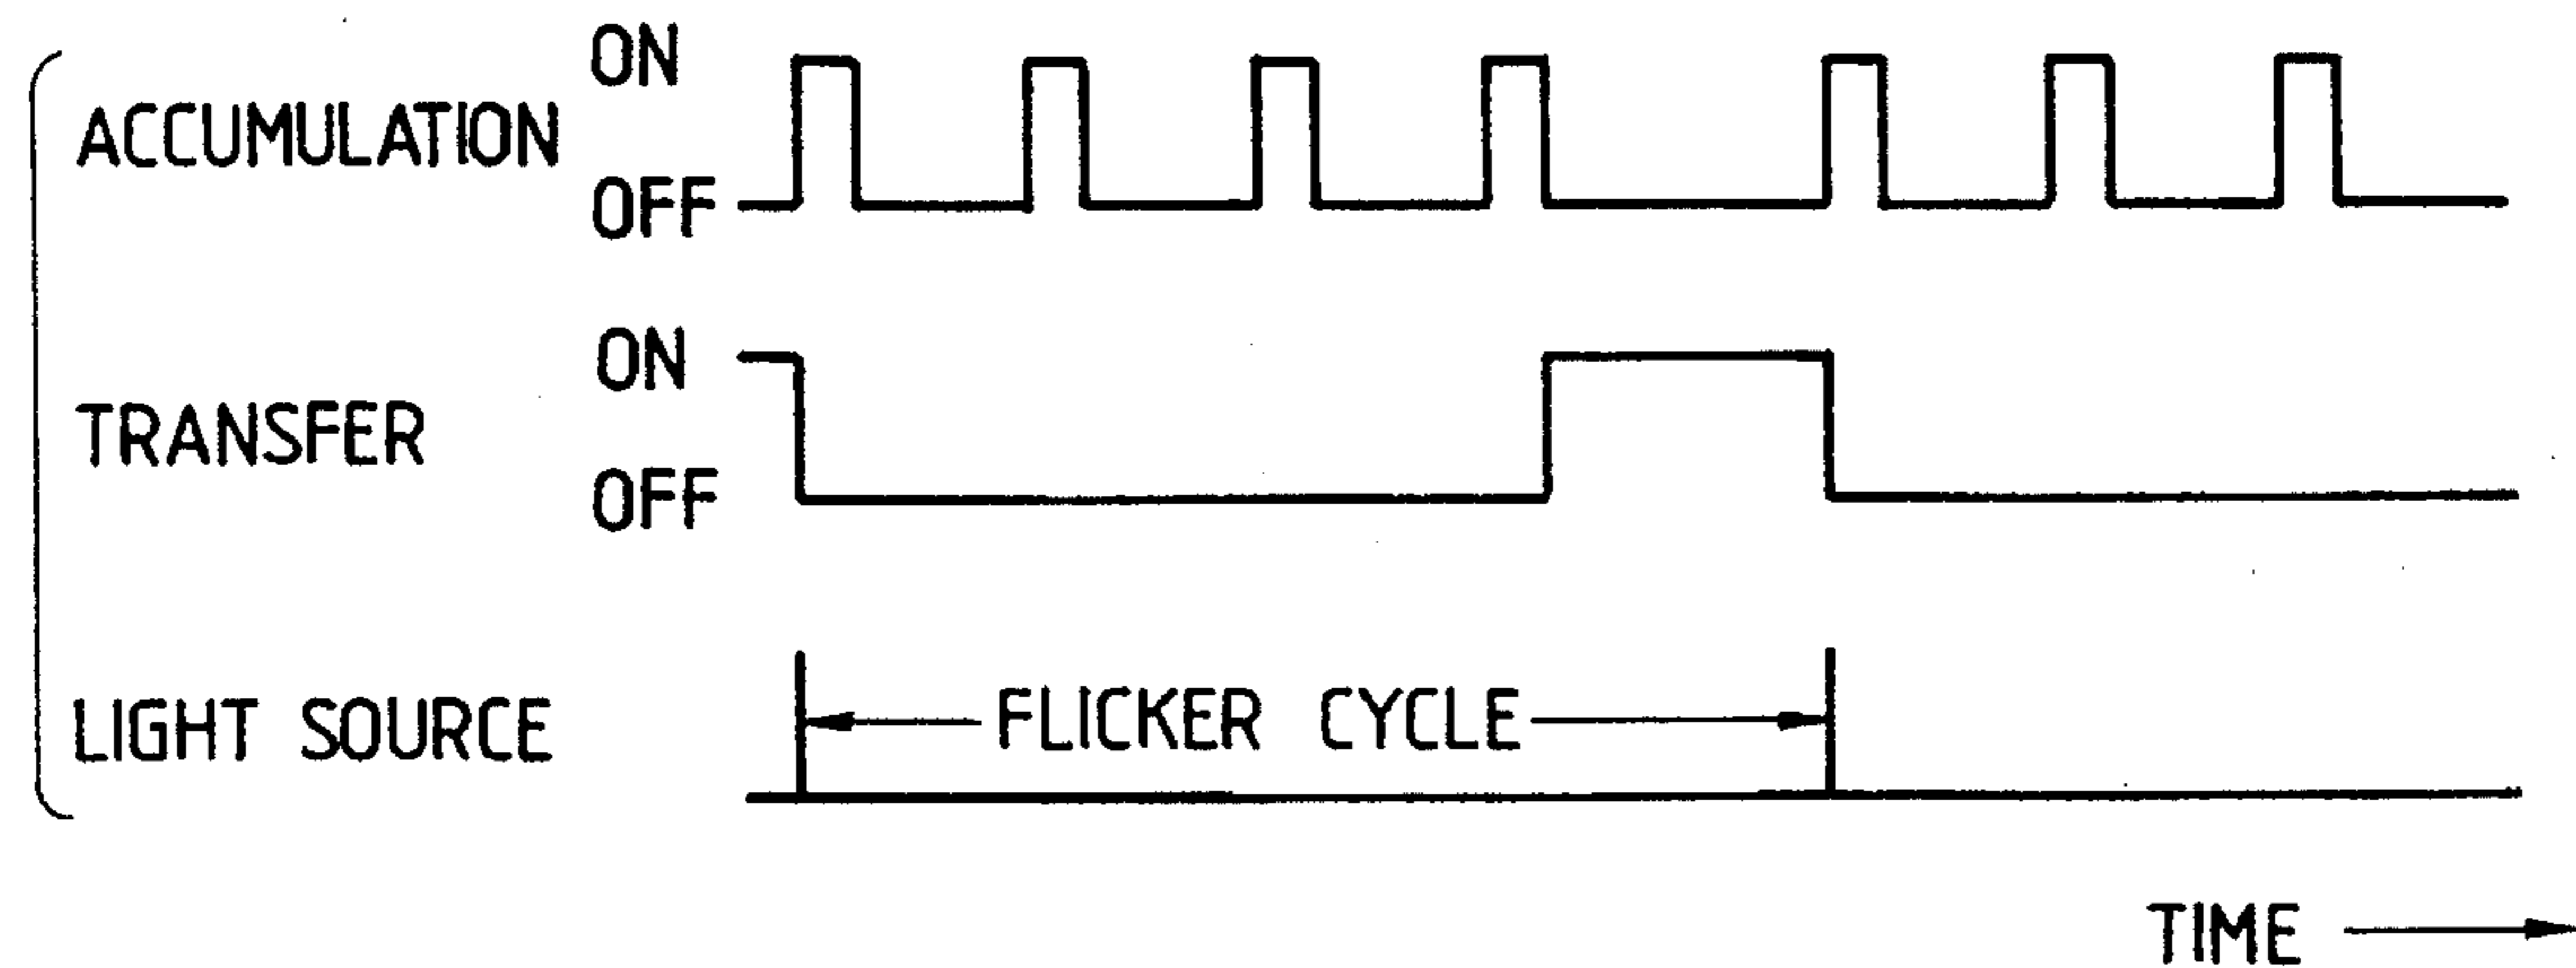 ON
ACCUMULATION
OFF
ON
TRANSFER
OFF
LIGHT SOURCE
FLICKER CYCLE
TIME